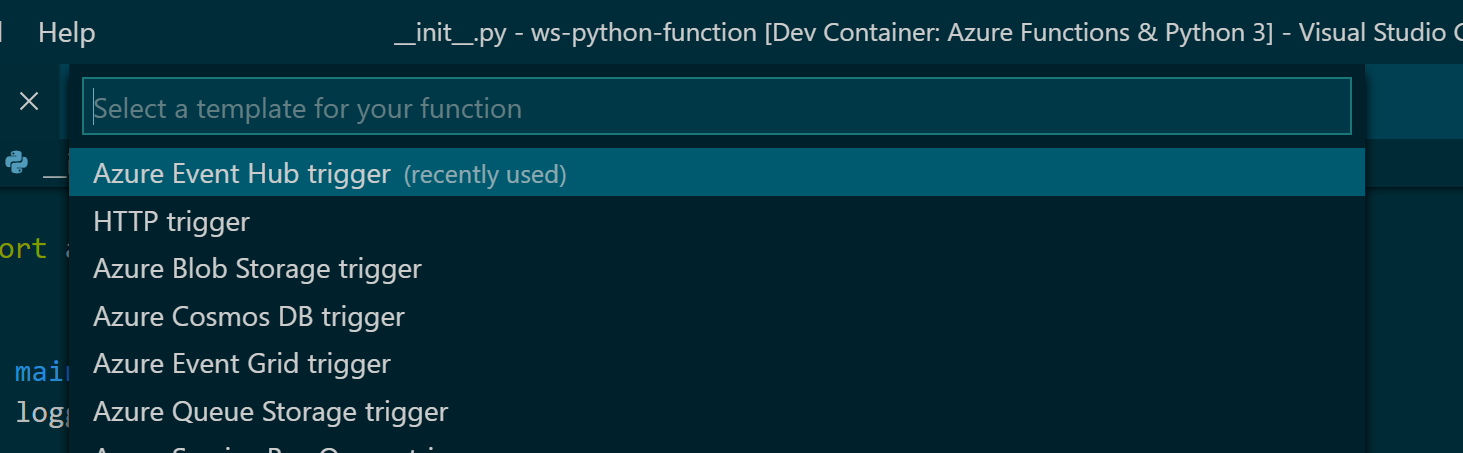 Help
__init__.py - ws-python-function [Dev Container: Azure Functions & Python 3] - Visual Studio
Select a template for your function
Azure Event Hub trigger (recently used)
HTTP trigger
ort
Azure Blob Storage trigger
Azure Cosmos DB trigger
Azure Event Grid trigger
main
logg
Azure Queue Storage trigger